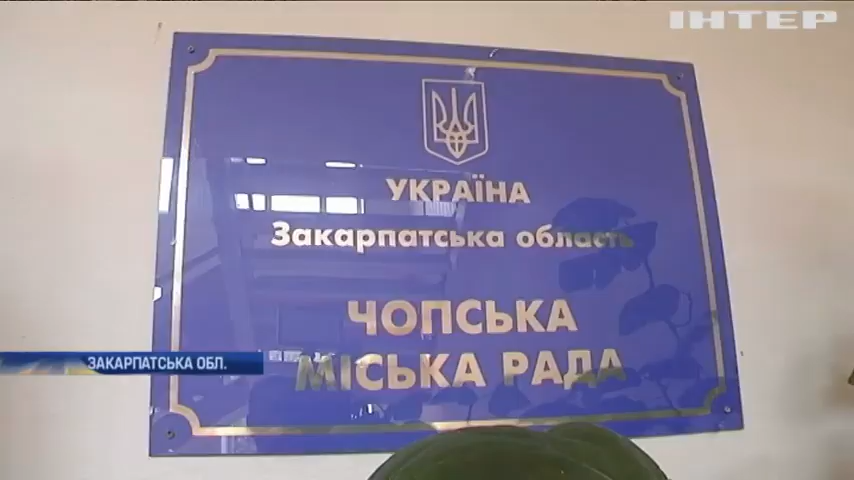 ІНТЕР
УКРАЇНА
Закарпатська область
ЧОПСЬКА
МІСЬКА РАДА
ЗАКАРПАТСЬКА ОБЛ.